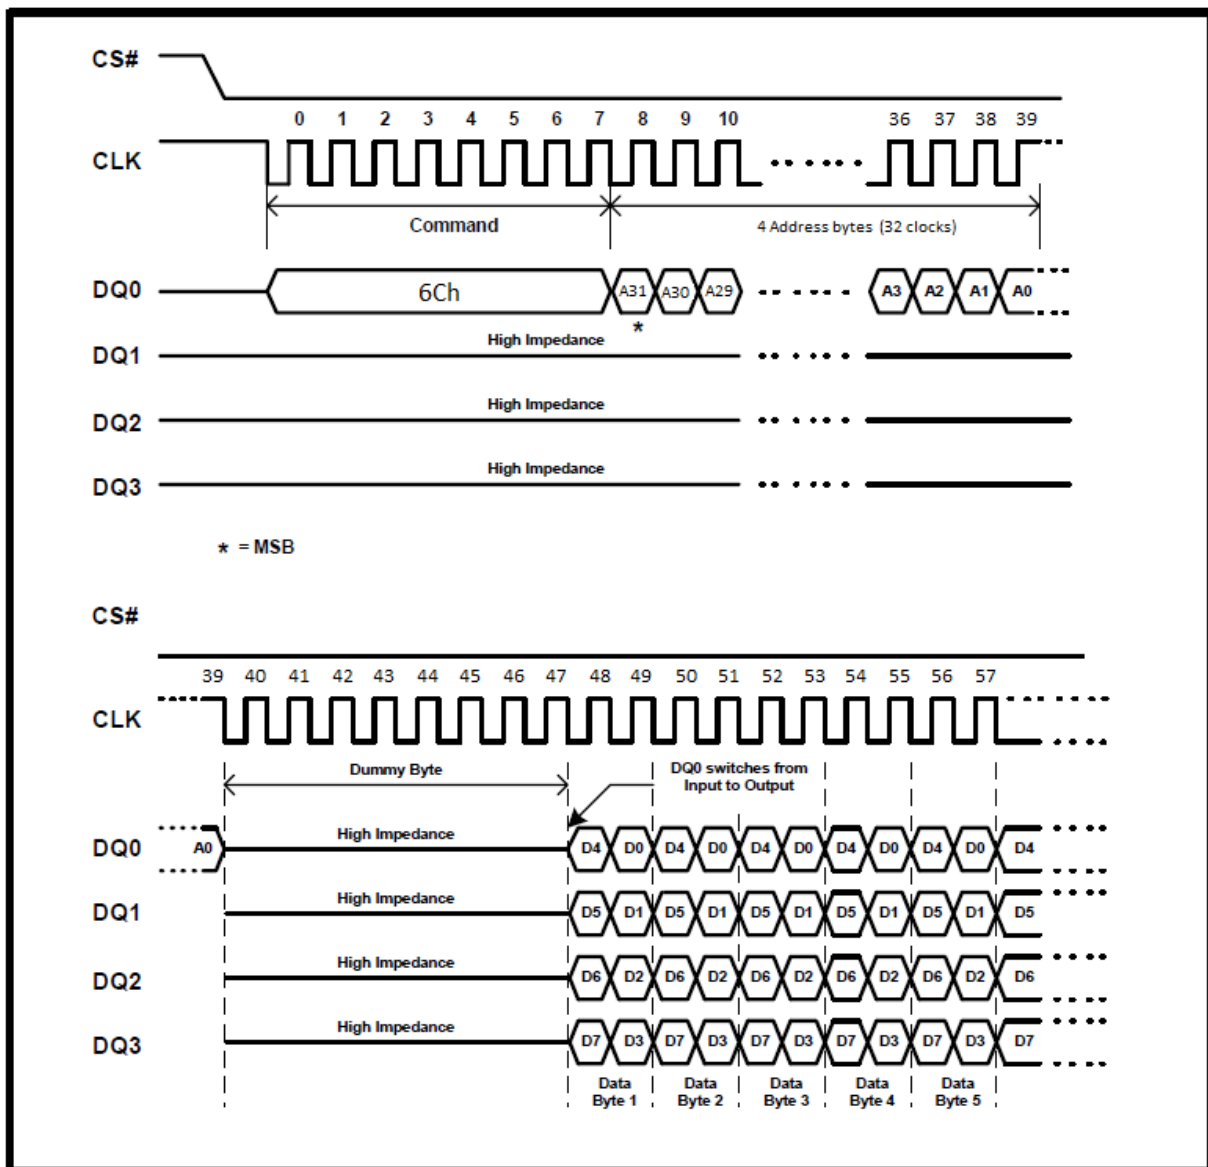 CS#
0 1 2 3 4 5 6 7 8 9 10 36 37 38 39
CLK
Command 4 Address bytes (32 clocks)
DQ0 6Ch A31 A30 A29 A3 A2 A1 A0
*
High Impedance
DQ1
High Impedance
DQ2
High Impedance
DQ3
* = MSB
CS#
39 40 41 42 43 44 45 46 47 48 49 50 51 52 53 54 55 56 57
CLK
Dummy Byte DQ0 switches from
Input to Output
DQ0 A0 High Impedance D4 D0 D4 D0 D4 D0 D4 D0 D4 D0 D4
DQ1 High Impedance D5 D1 D5 D1 D5 D1 D5 D1 D5 D1 D5
DQ2 High Impedance D6 D2 D6 D2 D6 D2 D6 D2 D6 D2 D6
DQ3 High Impedance D7 D3 D7 D3 D7 D3 D7 D3 D7 D3 D7
Data Data Data Data Data
Byte 1 Byte 2 Byte 3 Byte 4 Byte 5